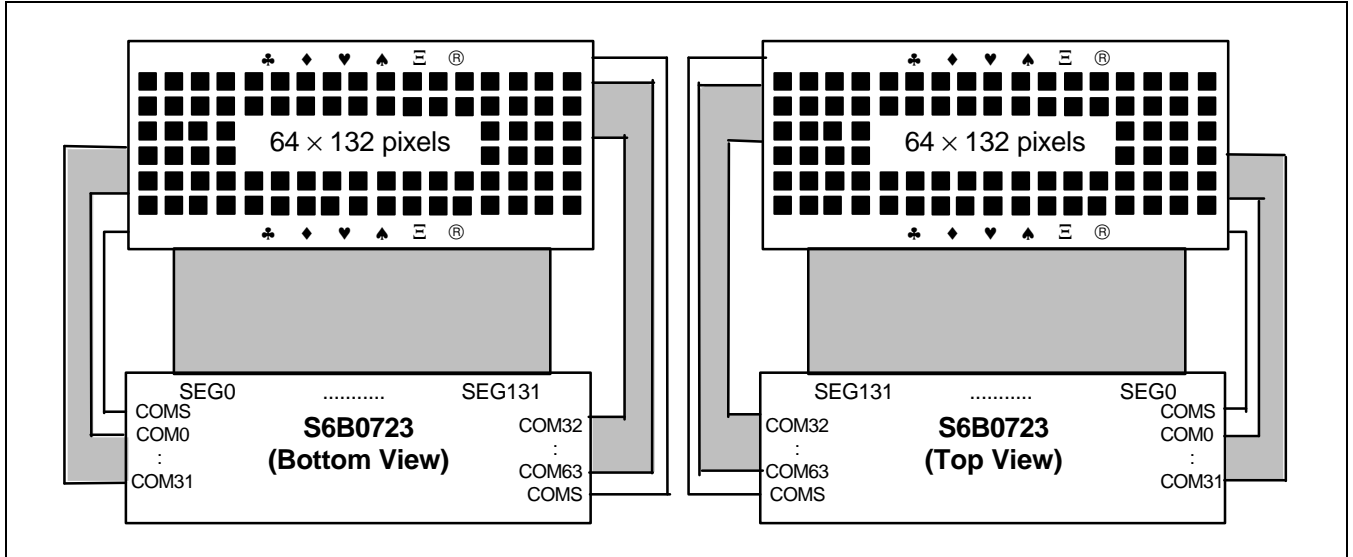 ♣ ♦ ♥ ♠ Ξ ®
64 × 132 pixels
♣ ♦ ♥ ♠ Ξ ®
SEG0 ........... SEG131
COMS
COM0
:
COM31
S6B0723
(Bottom View)
COM32
:
COM63
COMS
♣ ♦ ♥ ♠ Ξ ®
64 × 132 pixels
♣ ♦ ♥ ♠ Ξ ®
SEG131 ........... SEG0
COM32
:
COM63
COMS
S6B0723
(Top View)
COMS
COM0
:
COM31